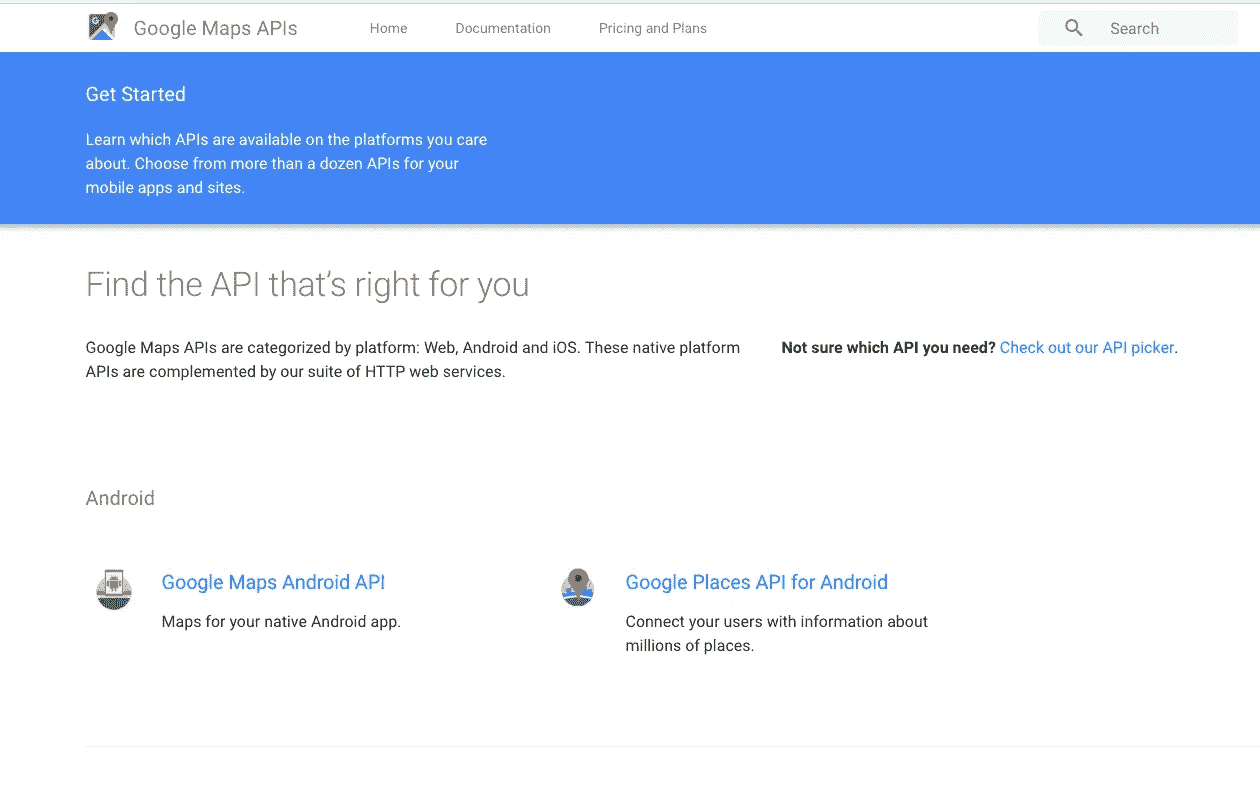 Google Maps APIs Home Documentation Pricing and Plans Search
Get Started
Learn which APIs are available on the platforms you care
about. Choose from more than a dozen APIs for your
mobile apps and sites.
Find the API that's right for you
Google Maps APIs are categorized by platform: Web, Android and iOS. These native platform
APIs are complemented by our suite of HTTP web services.
Not sure which API you need? Check out our API picker.
Android
Google Maps Android API
Maps for your native Android app.
Google Places API for Android
Connect your users with information about
millions of places.